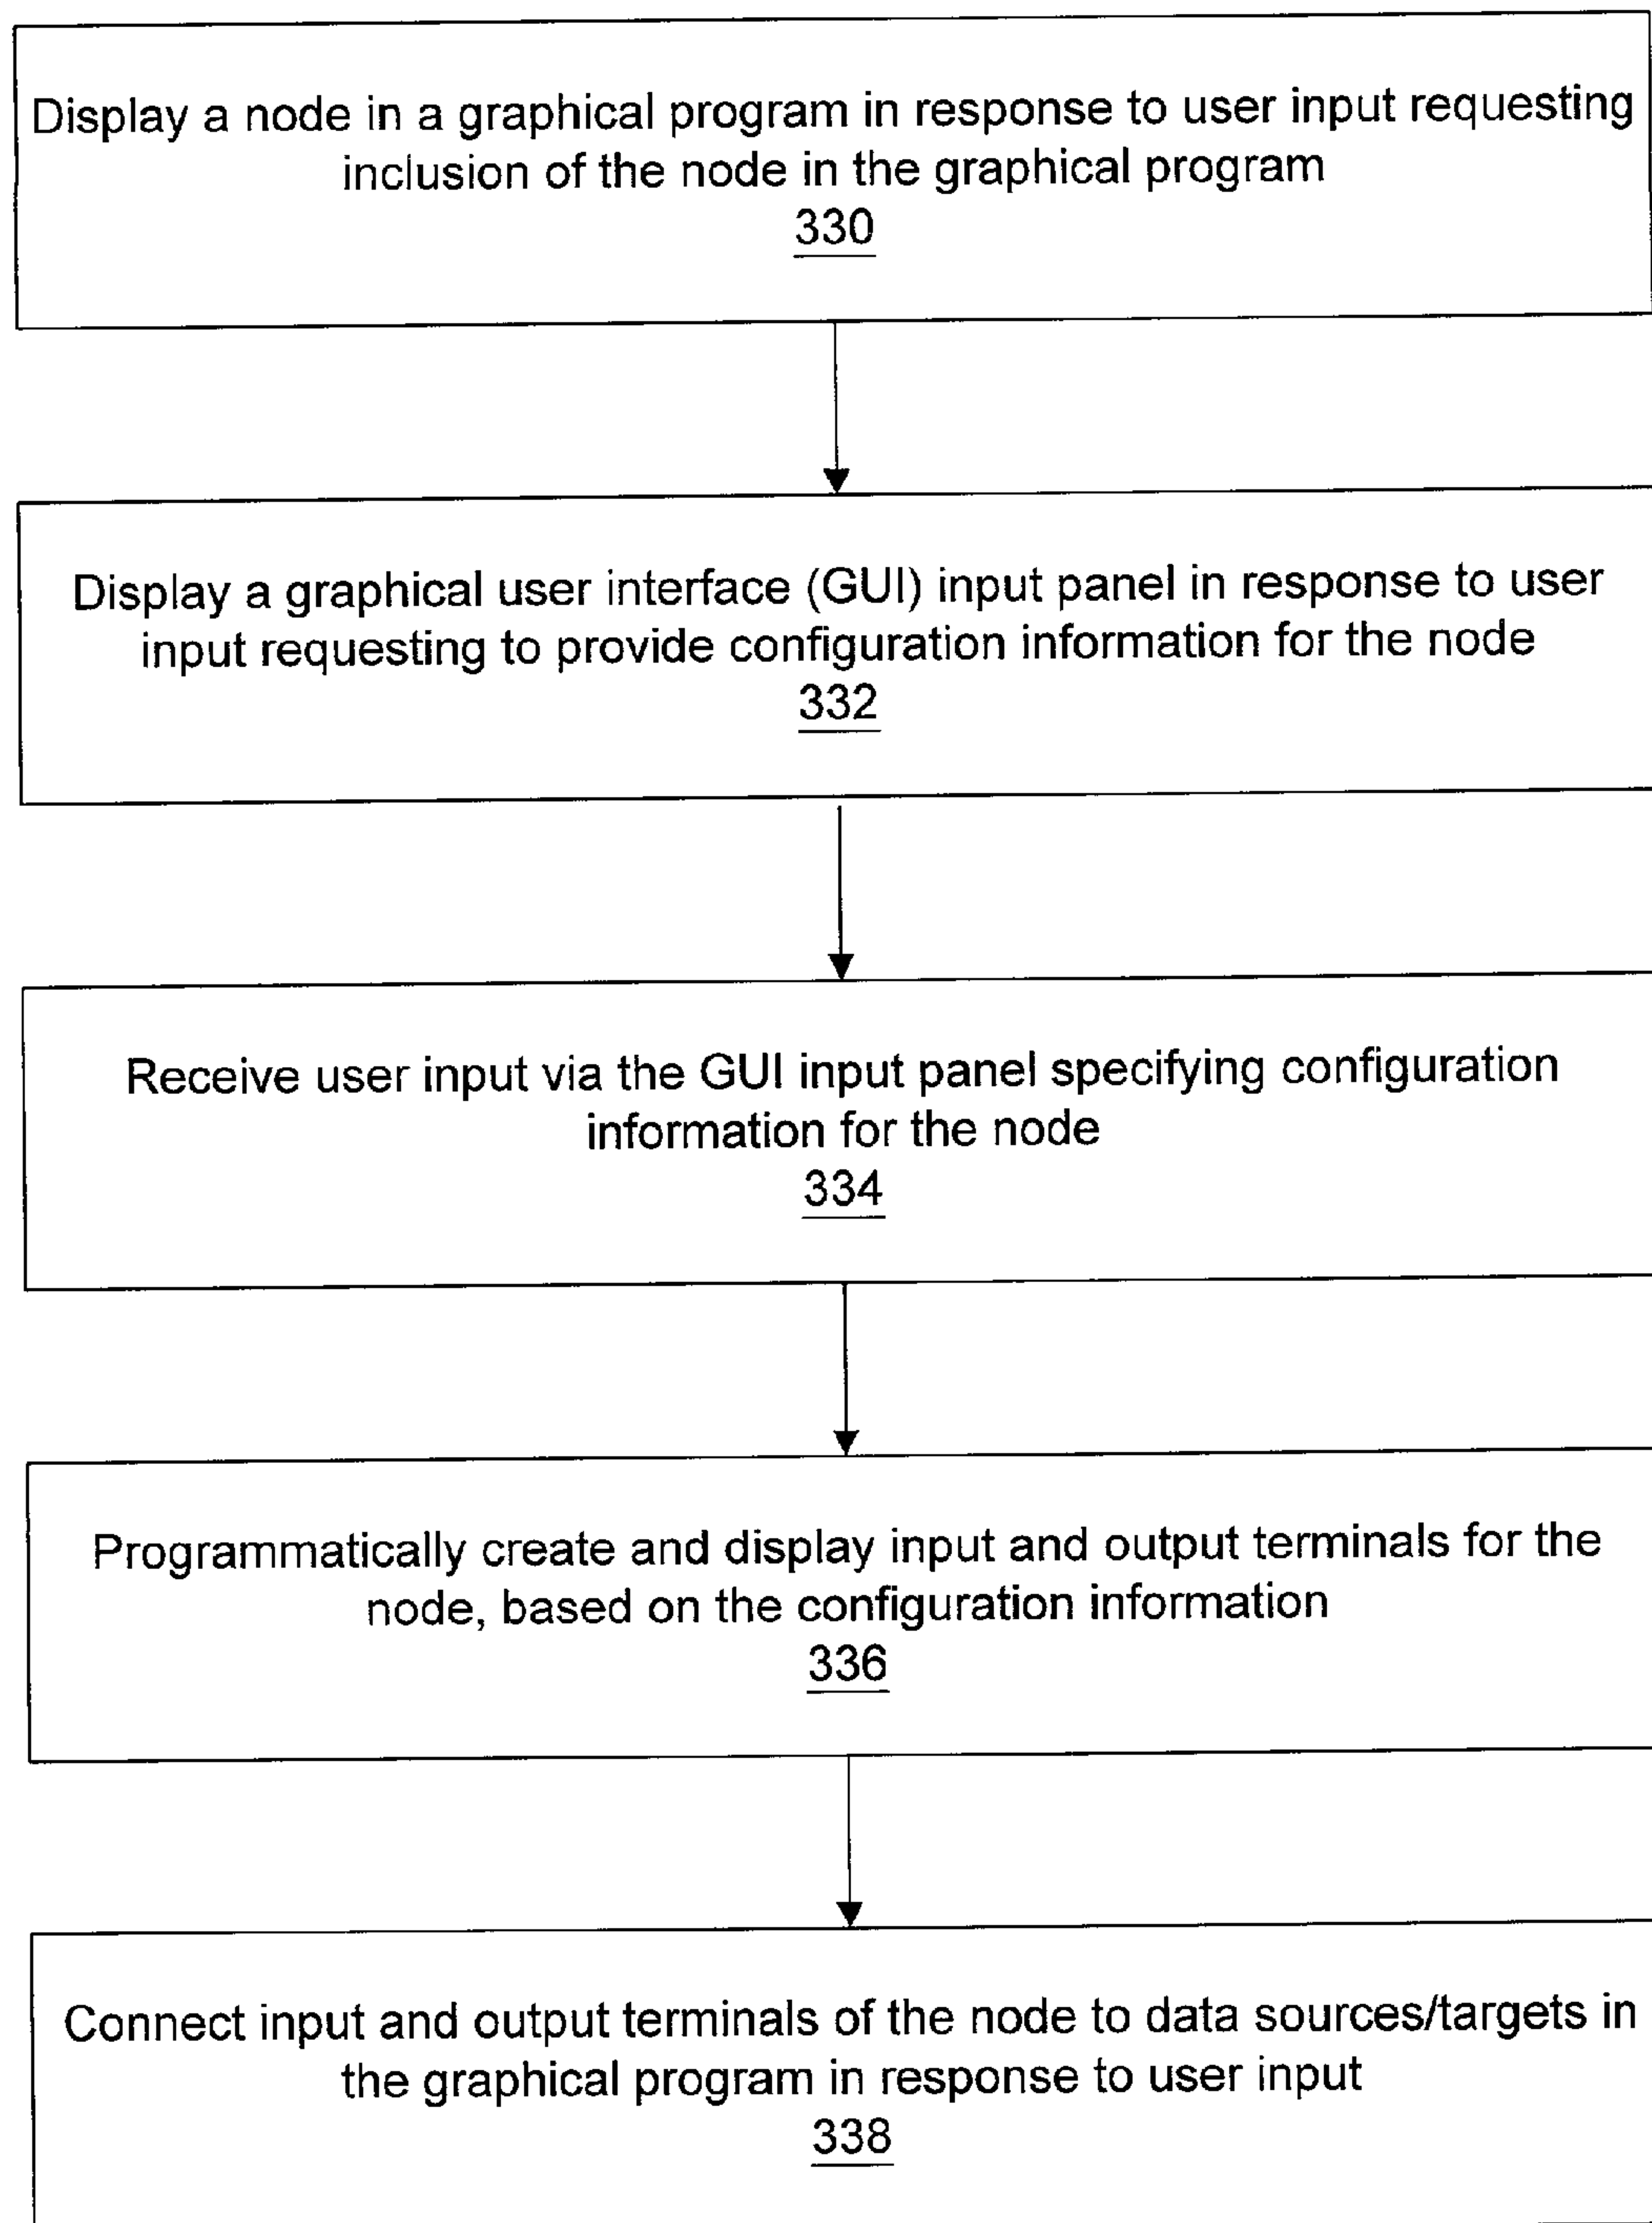 Display a node in a graphical program in response to user input requesting
inclusion of the node in the graphical program
330
Display a graphical user interface (GUI) input panel in response to user
input requesting to provide configuration information for the node
332
Receive user input via the GUI input panel specifying configuration
information for the node
334
Programmatically create and display input and output terminals for the
node, based on the configuration information
336
Connect input and output terminals of the node to data sources/targets in
the graphical program in response to user input
338